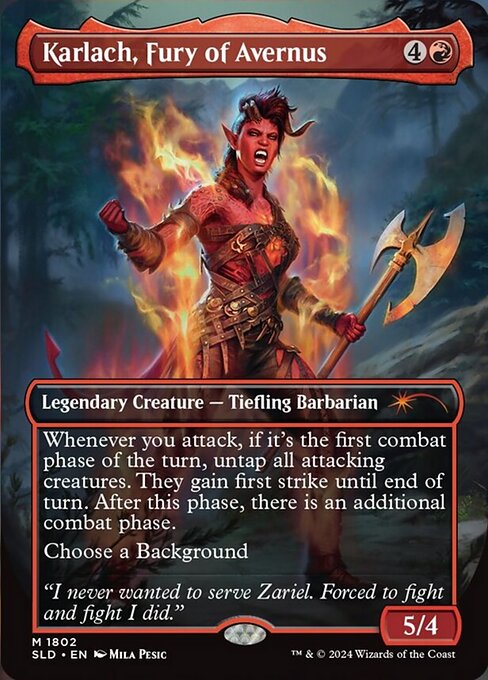 Karlach, Fury of Avernus 4
Legendary Creature — Tiefling Barbarian
Whenever you attack, if it's the first combat
phase of the turn, untap all attacking
creatures. They gain first strike until end of
turn. After this phase, there is an additional
combat phase.
Choose a Background
“I never wanted to serve Zariel. Forced to fight
and fight I did.”
5/4
M 1802
SLD • EN Mila Pesic
™ & © 2024 Wizards of the Coast